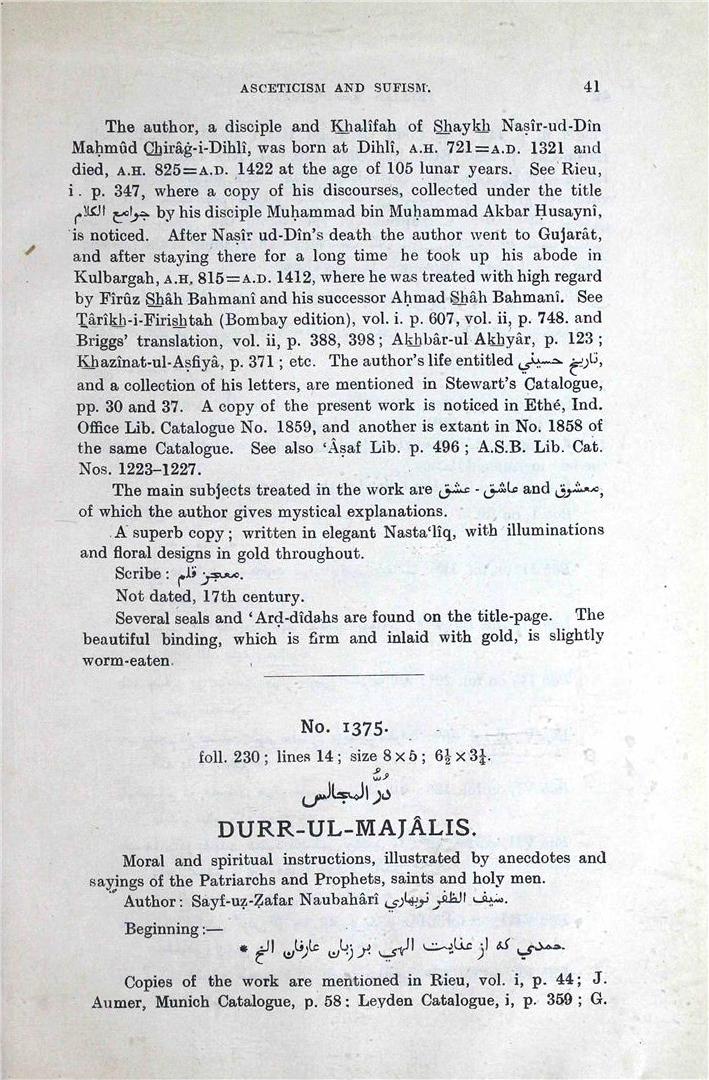 ASCETICISM AND SUFISM. 41
The author, a disciple and Khalîfah of Shaykh Naṣîr-ud-Dîn
Maḥmûd Chirâġ-i-Dihlî, was born at Dihlî, A.H. 721=A.D. 1321 and
died, A.H. 825=A.D. 1422 at the age of 105 lunar years. See Rieu,
i. p. 347, where a copy of his discourses, collected under the title
جوامع الكلام by his disciple Muḥammad bin Muḥammad Akbar Ḥusaynî,
is noticed. After Naṣîr ud-Dîn's death the author went to Gujarât,
and after staying there for a long time he took up his abode in
Kulbargah, A.H. 815=A.D. 1412, where he was treated with high regard
by Fîrûz Shâh Bahmanî and his successor Aḥmad Shâh Bahmanî. See
Târîkh-i-Firishtah (Bombay edition), vol. i. p. 607, vol. ii, p. 748. and
Briggs' translation, vol. ii, p. 388, 398; Akhbâr-ul Akhyâr, p. 123;
Khazînat-ul-Aṣfiyâ, p. 371; etc. The author's life entitled تاريخ حسيني,
and a collection of his letters, are mentioned in Stewart's Catalogue,
pp. 30 and 37. A copy of the present work is noticed in Ethé, Ind.
Office Lib. Catalogue No. 1859, and another is extant in No. 1858 of
the same Catalogue. See also ‘Âṣaf Lib. p. 496; A.S.B. Lib. Cat.
Nos. 1223-1227.
The main subjects treated in the work are عشق - عاشق and معشوق,
of which the author gives mystical explanations.
A superb copy; written in elegant Nasta‘lîq, with illuminations
and floral designs in gold throughout.
Scribe: معجز قلم.
Not dated, 17th century.
Several seals and ‘Arḍ-dîdahs are found on the title-page. The
beautiful binding, which is firm and inlaid with gold, is slightly
worm-eaten.
No. 1375.
foll. 230; lines 14; size 8×5; 6½×3¼.
دُرُّ المجالس
DURR-UL-MAJÂLIS.
Moral and spiritual instructions, illustrated by anecdotes and
sayings of the Patriarchs and Prophets, saints and holy men.
Author: Sayf-uẓ-Ẓafar Naubahârî سيف الظفر نوبهاري.
Beginning:—
حمدي كه از عنايت الهي بر زبان عارفان الخ *
Copies of the work are mentioned in Rieu, vol. i, p. 44; J.
Aumer, Munich Catalogue, p. 58; Leyden Catalogue, i, p. 359; G.